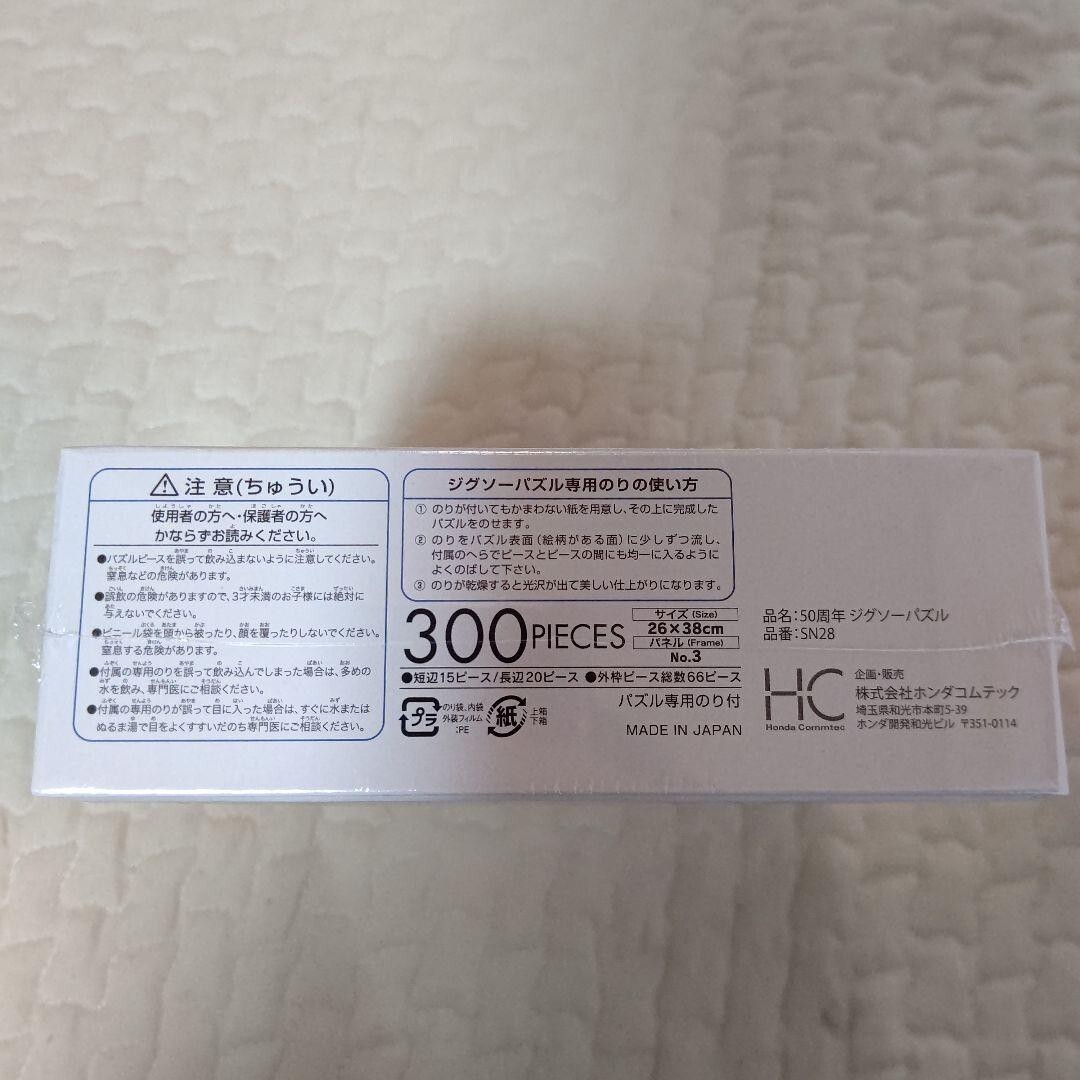 ⚠注意(ちゅうい)
使用者の方へ・保護者の方へ
かならずお読みください。
●パズルピースを誤って飲み込まないように注意してください。
窒息などの危険があります。
●誤飲の危険がありますので、3才未満のお子様には絶対に
与えないでください。
●ビニール袋を頭から被ったり、顔を覆ったりしないでください。
窒息する危険があります。
●付属の専用のりを誤って飲み込んでしまった場合は、多めの
水を飲み、専門医にご相談ください。
●付属の専用のりが誤って目に入った場合は、すぐに水または
ぬるま湯で目をよくすすいだのち専門医にご相談ください。
ジグソーパズル専用のりの使い方
① のりが付いてもかまわない紙を用意し、その上に完成した
パズルをのせます。
② のりをパズル表面(絵柄がある面)に少しずつ流し、
付属のへらでピースとピースの間にも均一に入るように
よくのばして下さい。
③ のりが乾燥すると光沢が出て美しい仕上がりになります。
300 PIECES
サイズ(Size)
26×38cm
パネル(Frame)
No.3
●短辺15ピース/長辺20ピース ●外枠ピース総数66ピース
プラ
のり袋、内袋
外装フィルム
:PE
紙
上箱
下箱
パズル専用のり付
MADE IN JAPAN
品名:50周年 ジグソーパズル
品番:SN28
HC
Honda Commtec
企画・販売
株式会社ホンダコムテック
埼玉県和光市本町5-39
ホンダ開発和光ビル 〒351-0114